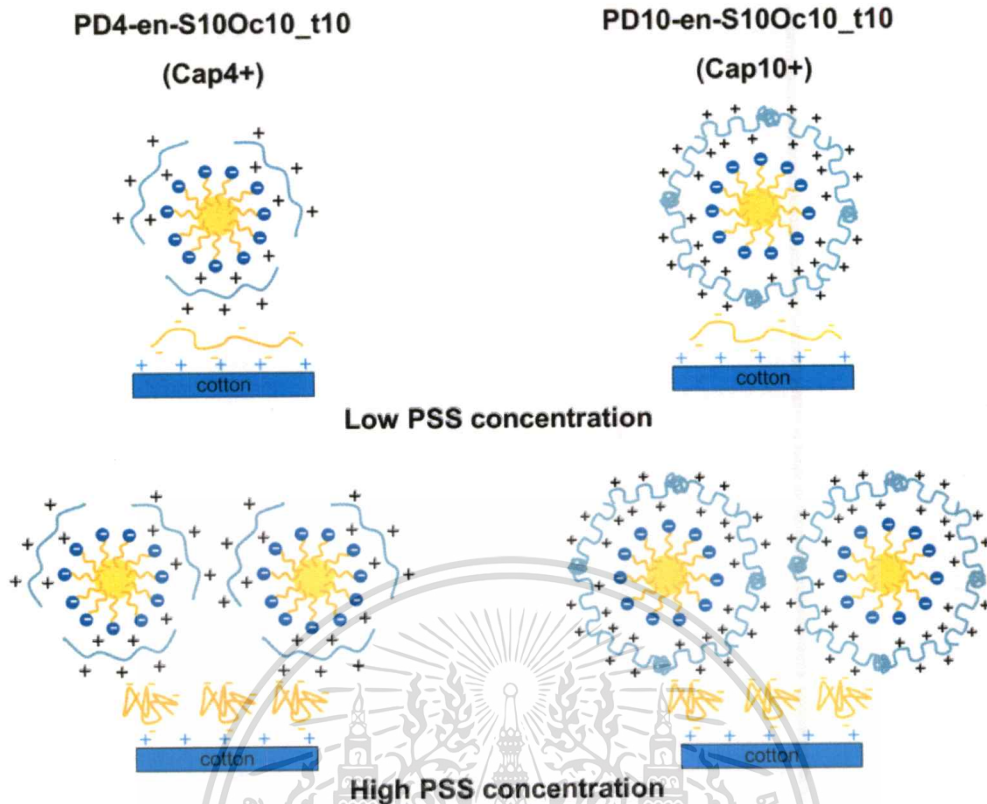 PD4-en-S10Oc10_t10
PD10-en-S10Oc10_t10
(Cap4+)
(Cap10+)
cotton
cotton
Low PSS concentration
cotton
cotton
High PSS concentration